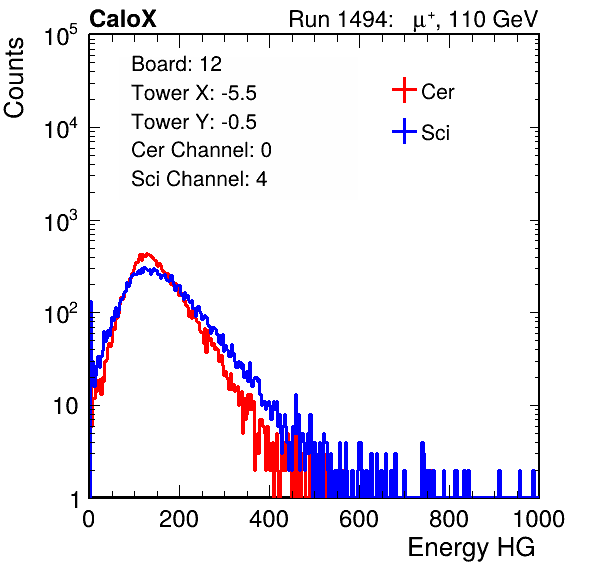 CaloX Run 1494: μ⁺, 110 GeV
Counts
Board: 12
Tower X: -5.5
Tower Y: -0.5
Cer Channel: 0
Sci Channel: 4
Cer
Sci
10⁵
10⁴
10³
10²
10
1
0 200 400 600 800 1000
Energy HG